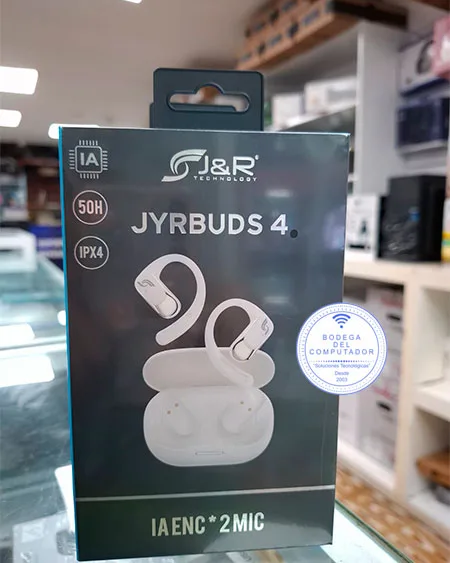 IA
J&R
TECHNOLOGY
50H
JYRBUDS 4
IPX4
BODEGA
DEL
COMPUTADOR
"Soluciones Tecnológicas"
Desde
2003
IA ENC * 2 MIC